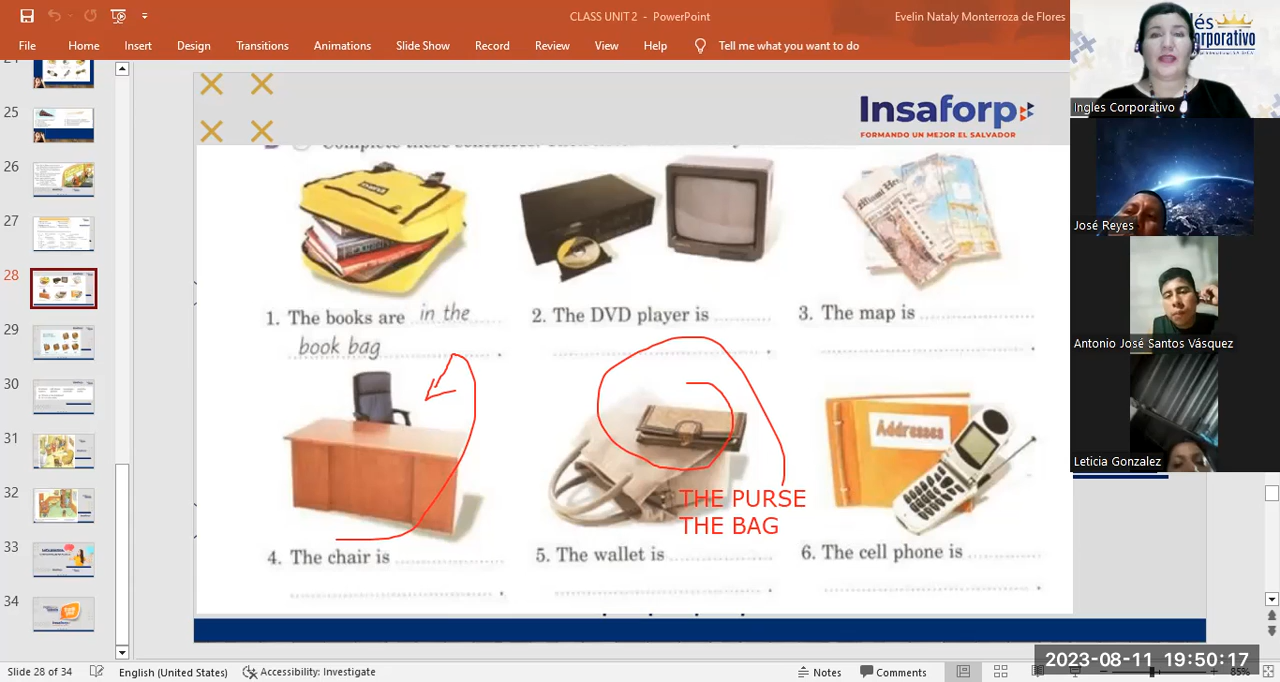 CLASS UNIT 2 - PowerPoint
Evelin Nataly Monterroza de Flores
File Home Insert Design Transitions Animations Slide Show Record Review View Help Tell me what you want to do
Ingles Corporativo
José Reyes
Antonio José Santos Vásquez
Leticia Gonzalez
25
26
27
28
29
30
31
32
33
34
Insaforp
FORMANDO UN MEJOR EL SALVADOR
Miami
Addresses
1. The books are in the
book bag.
2. The DVD player is
3. The map is
4. The chair is
5. The wallet is
6. The cell phone is
THE PURSE
THE BAG
Slide 28 of 34 English (United States) Accessibility: Investigate Notes Comments 85%
2023-08-11 19:50:17